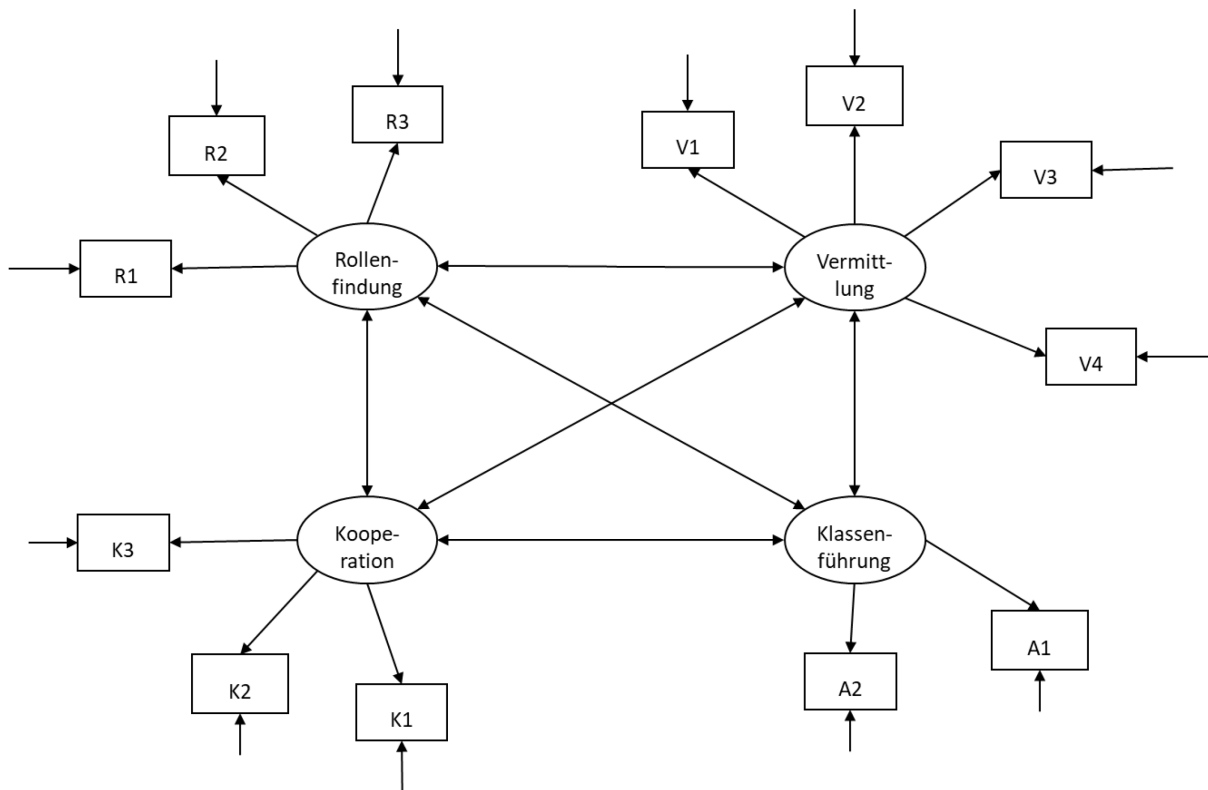 V2
R3
V1
R2
V3
R1
Rollen-
findung
Vermitt-
lung
V4
K3
Koope-
ration
Klassen-
führung
A1
K2
A2
K1